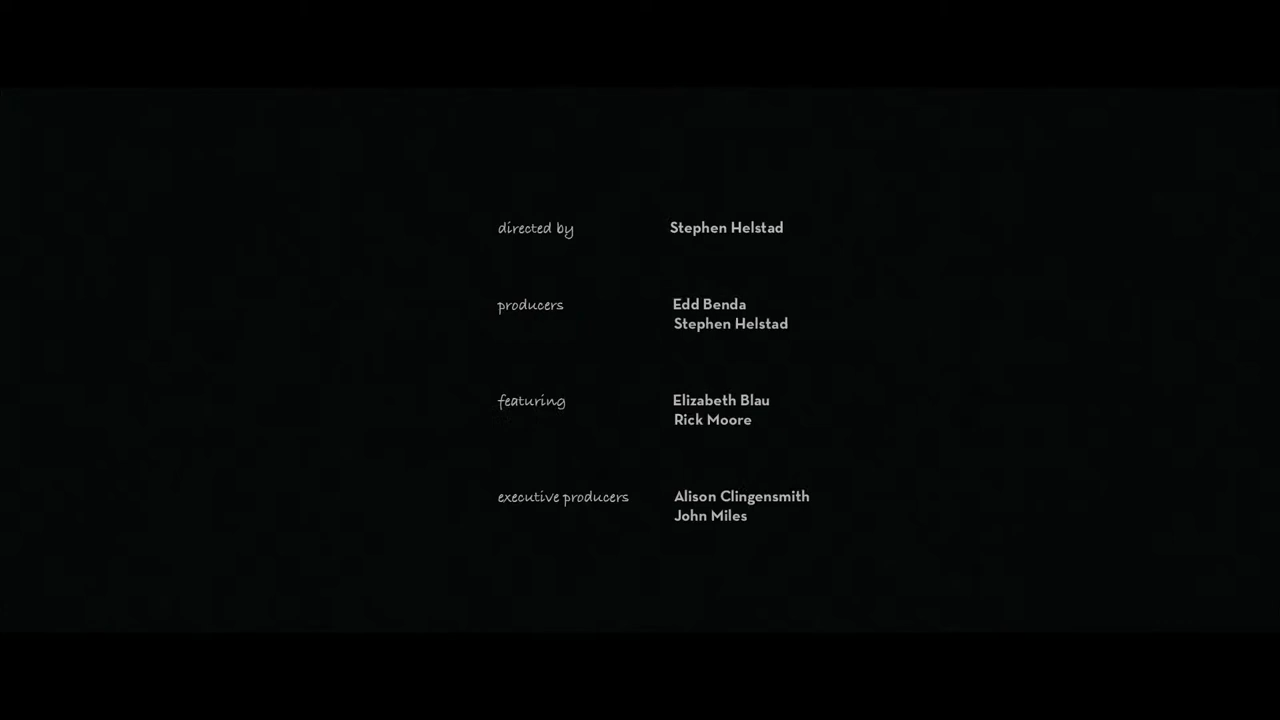 directed by Stephen Helstad
producers Edd Benda
Stephen Helstad
featuring Elizabeth Blau
Rick Moore
executive producers Alison Clingensmith
John Miles